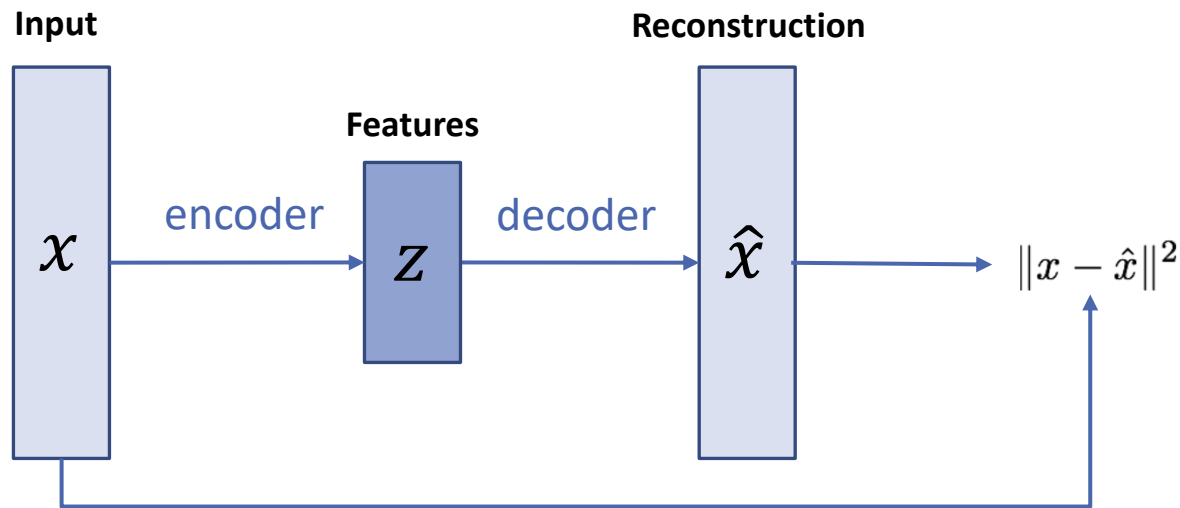 Input
Reconstruction
Features
encoder
decoder
x
z
x̂
‖x − x̂‖²